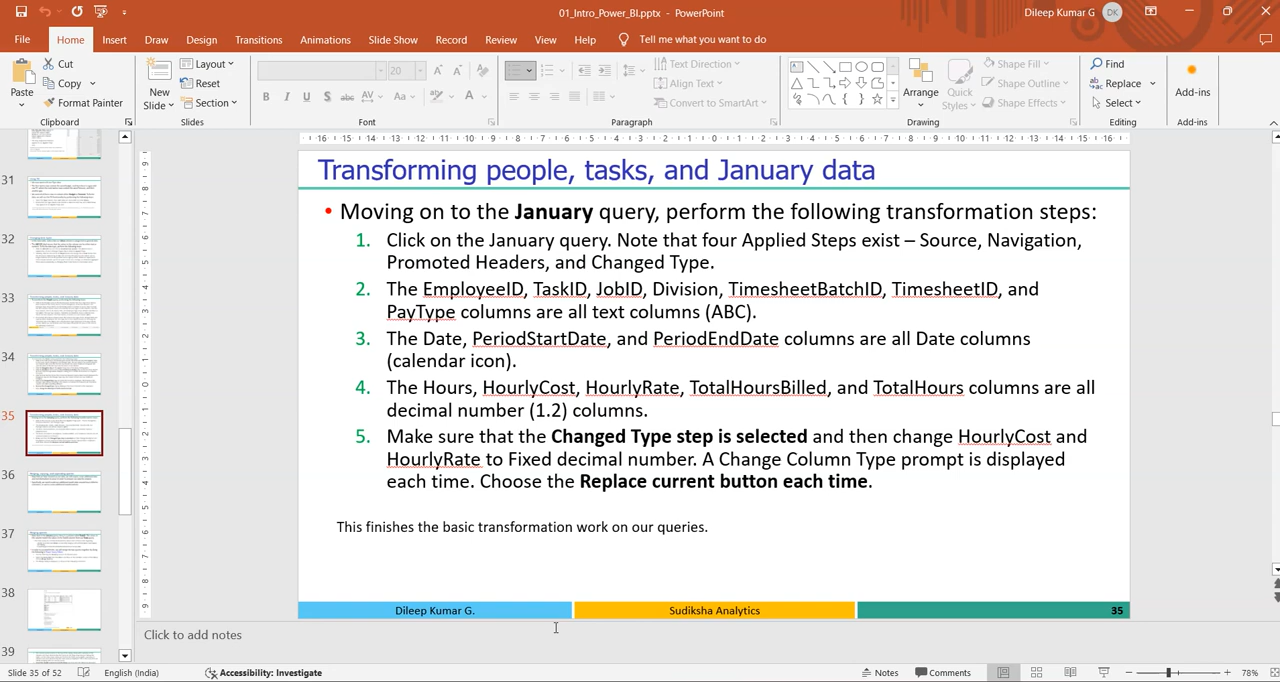 01_Intro_Power_BI.pptx - PowerPoint
Dileep Kumar G DK
File Home Insert Draw Design Transitions Animations Slide Show Record Review View Help Tell me what you want to do
Paste
Cut
Copy
Format Painter
Clipboard
New
Slide
Layout
Reset
Section
Slides
20
Font
Text Direction
Align Text
Convert to SmartArt
Paragraph
Arrange
Quick
Styles
Shape Fill
Shape Outline
Shape Effects
Drawing
Find
Replace
Select
Editing
Add-ins
Add-ins
31
32
33
34
35
36
37
38
39
Transforming people, tasks, and January data
• Moving on to the January query, perform the following transformation steps:
1. Click on the January query. Note that four Applied Steps exist – Source, Navigation,
Promoted Headers, and Changed Type.
2. The EmployeeID, TaskID, JobID, Division, TimesheetBatchID, TimesheetID, and
PayType columns are all text columns (ABC).
3. The Date, PeriodStartDate, and PeriodEndDate columns are all Date columns
(calendar icon).
4. The Hours, HourlyCost, HourlyRate, TotalHoursBilled, and TotalHours columns are all
decimal number (1.2) columns.
5. Make sure that the Changed Type step is selected and then change HourlyCost and
HourlyRate to Fixed decimal number. A Change Column Type prompt is displayed
each time. Choose the Replace current button each time.
This finishes the basic transformation work on our queries.
Dileep Kumar G. Sudiksha Analytics 35
Click to add notes
Slide 35 of 52 English (India) Accessibility: Investigate Notes Comments 78%